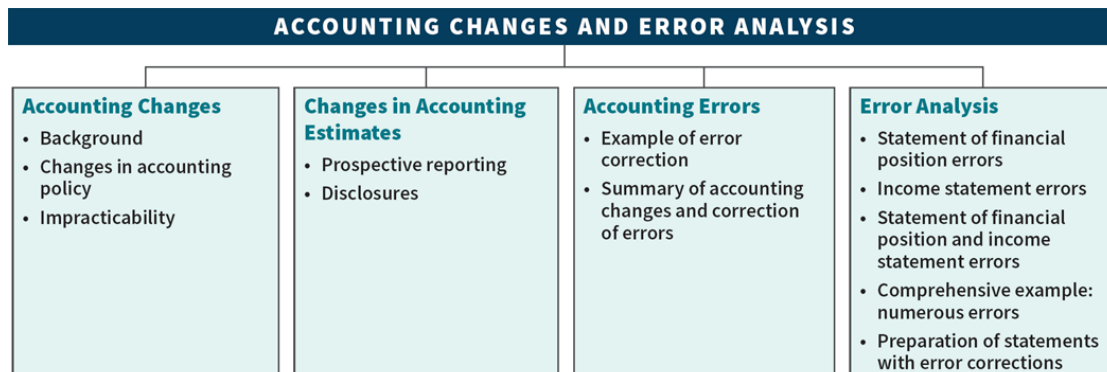 ACCOUNTING CHANGES AND ERROR ANALYSIS
Accounting Changes
• Background
• Changes in accounting
policy
• Impracticability
Changes in Accounting
Estimates
• Prospective reporting
• Disclosures
Accounting Errors
• Example of error
correction
• Summary of accounting
changes and correction
of errors
Error Analysis
• Statement of financial
position errors
• Income statement errors
• Statement of financial
position and income
statement errors
• Comprehensive example:
numerous errors
• Preparation of statements
with error corrections